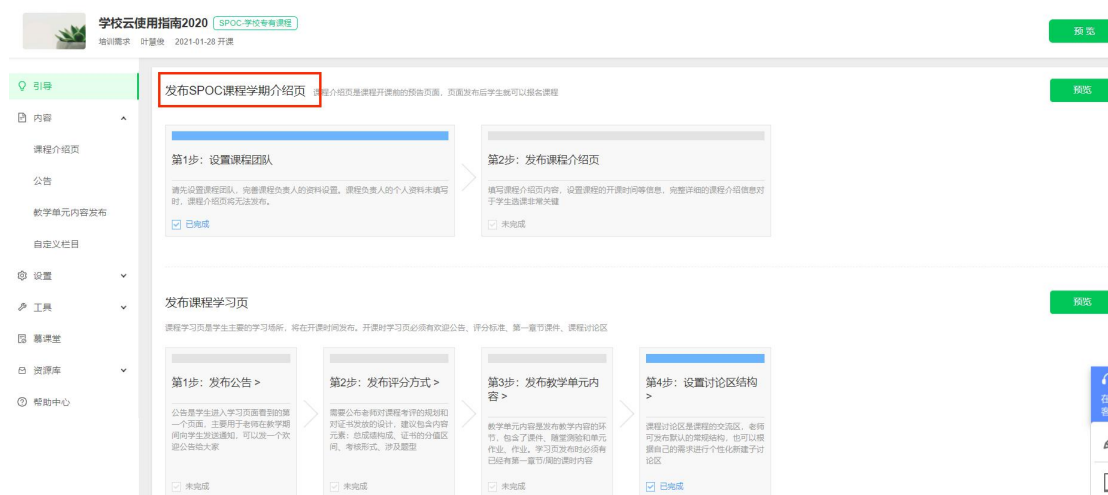 学校云使用指南2020 SPOC-学校专有课程
培训需求 叶慧俊 2021-01-28 开课
预览
引导
内容
课程介绍页
公告
教学单元内容发布
自定义栏目
设置
工具
慕课堂
资源库
帮助中心
发布SPOC课程学期介绍页 课程介绍页是课程开课前的预告页面，页面发布后学生就可以报名课程
预览
第1步：设置课程团队
请先设置课程团队，完善课程负责人的资料设置。课程负责人的个人资料未填写
时，课程介绍页将无法发布。
已完成
第2步：发布课程介绍页
填写课程介绍页内容，设置课程的开课时间等信息，完整详细的课程介绍信息对
于学生选课非常关键
未完成
发布课程学习页
预览
课程学习页是学生主要的学习场所，将在开课时间发布。开课时学习页必须有欢迎公告、评分标准、第一章节课件、课程讨论区
第1步：发布公告 >
公告是学生进入学习页面看到的第
一个页面，主要用于老师在教学期
间向学生发送通知，可以发一个欢
迎公告给大家
未完成
第2步：发布评分方式 >
需要公布老师对课程考评的规划和
对证书发放的设计，建议包含内容
元素：总成绩构成、证书的分值区
间、考核形式、涉及题型
未完成
第3步：发布教学单元内
容 >
教学单元内容是发布教学内容的环
节，包含了课件、随堂测验和单元
作业、作业。学习页发布时必须有
已经有第一章节/周的课时内容
未完成
第4步：设置讨论区结构
>
课程讨论区是课程的交流区，老师
可发布默认的常规结构，也可以根
据自己的需求进行个性化新建子讨
论区
已完成
在
客